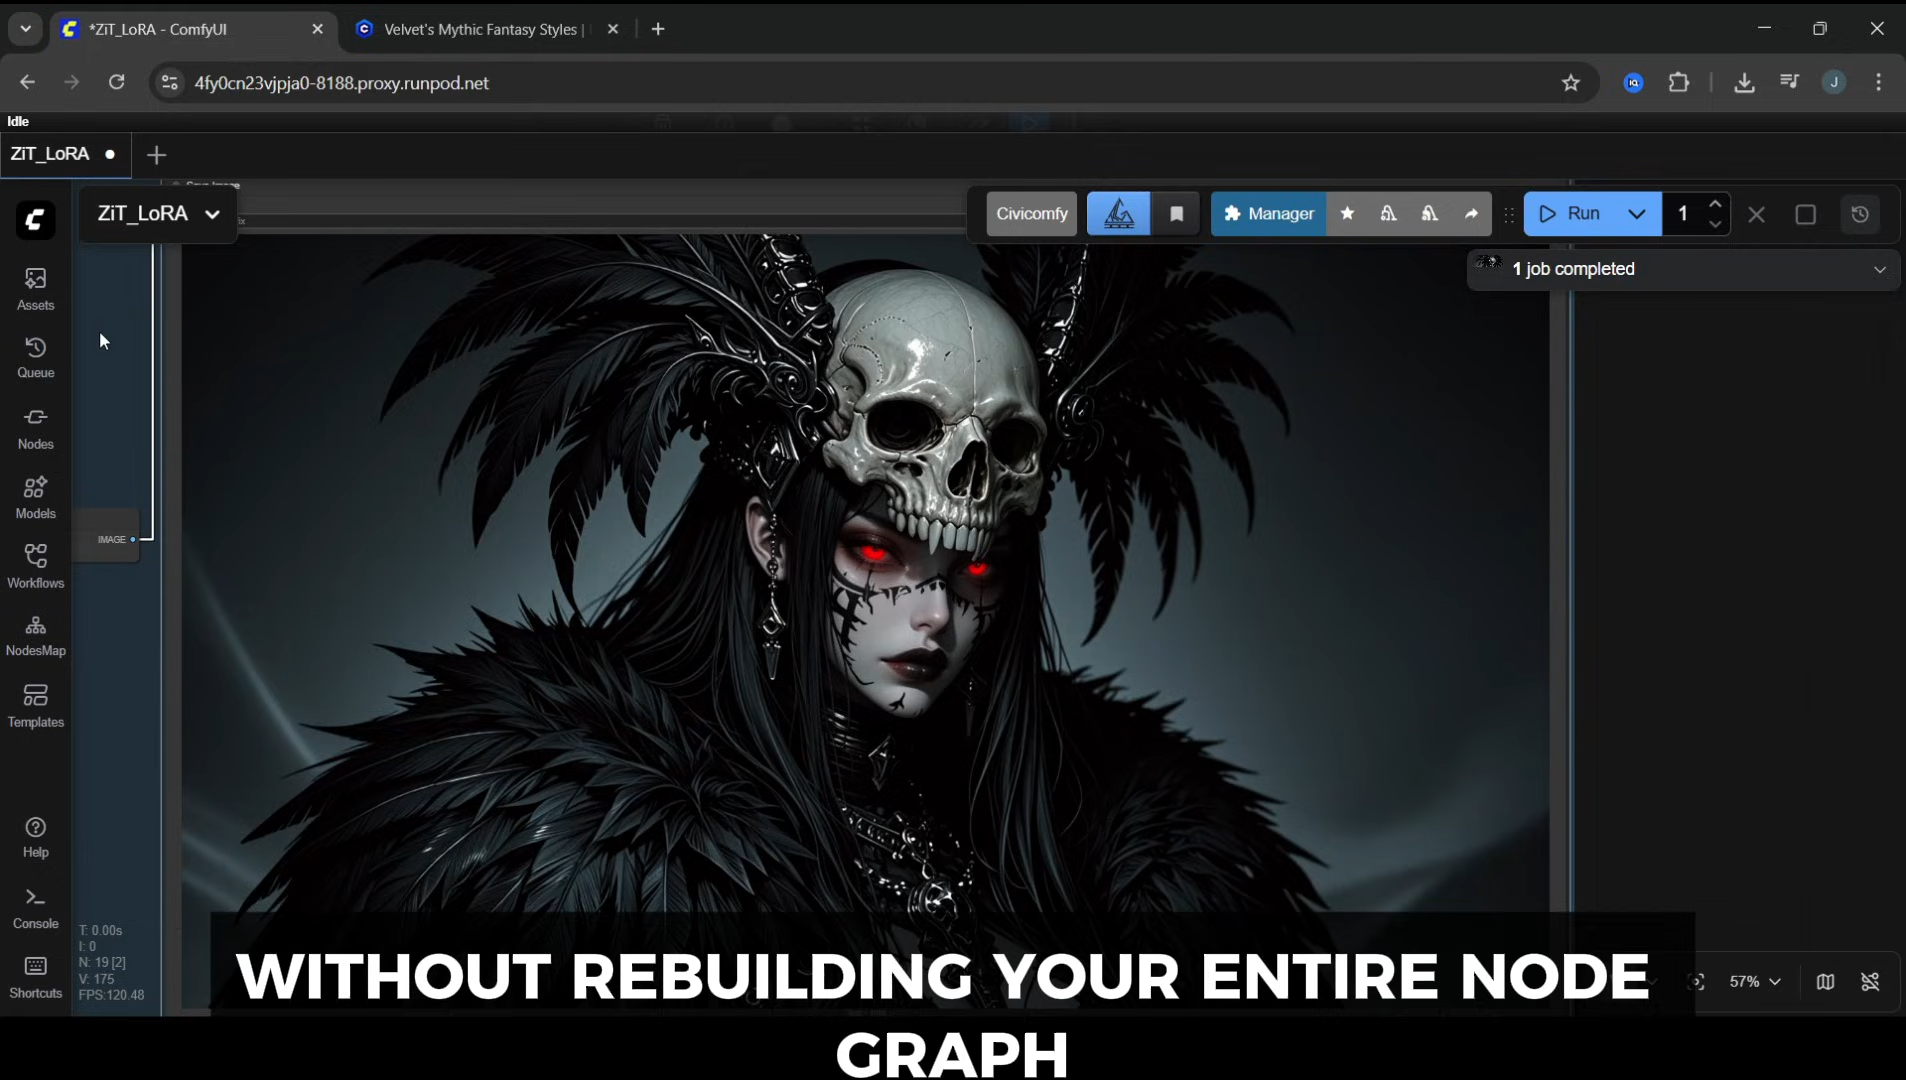 *ZiT_LoRA - ComfyUI
Velvet's Mythic Fantasy Styles |
4fy0cn23vjpja0-8188.proxy.runpod.net
J
Idle
ZiT_LoRA
ZiT_LoRA
Civicomfy
Manager
Run
1
1 job completed
Assets
Queue
Nodes
Models
IMAGE
Workflows
NodesMap
Templates
Help
Console
Shortcuts
T: 0.00s
I: 0
N: 19 [2]
V: 175
FPS:120.48
57%
WITHOUT REBUILDING YOUR ENTIRE NODE
GRAPH